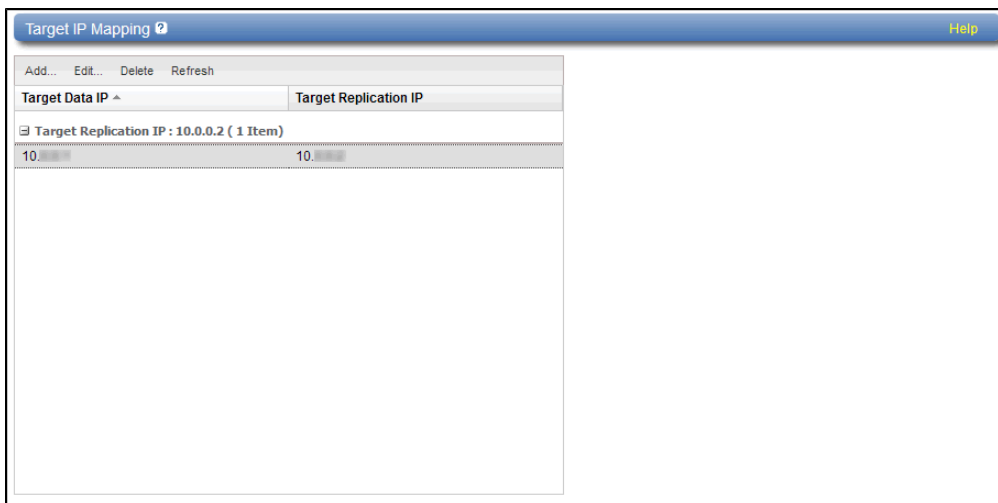 Target IP Mapping ?
Help
Add... Edit... Delete Refresh
Target Data IP Target Replication IP
Target Replication IP : 10.0.0.2 ( 1 Item)
10. 10.